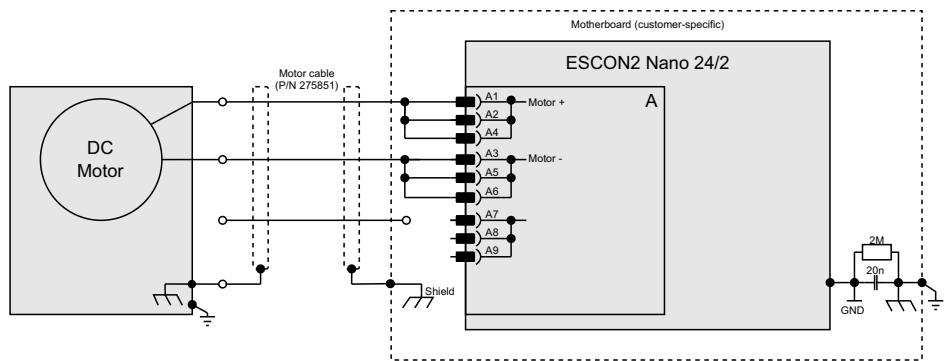 Motherboard (customer-specific)
ESCON2 Nano 24/2
Motor cable
(P/N 275851)
A
DC
Motor
A1
Motor +
A2
A4
A3
Motor -
A5
A6
A7
A8
A9
2M
20n
Shield
GND